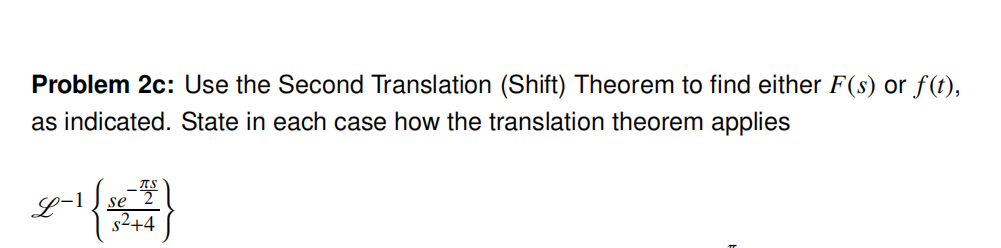 Problem 2c: Use the Second Translation (Shift) Theorem to find either F(s) or f(t),
as indicated. State in each case how the translation theorem applies
ℒ⁻¹ { se^(-πs/2) / s²+4 }